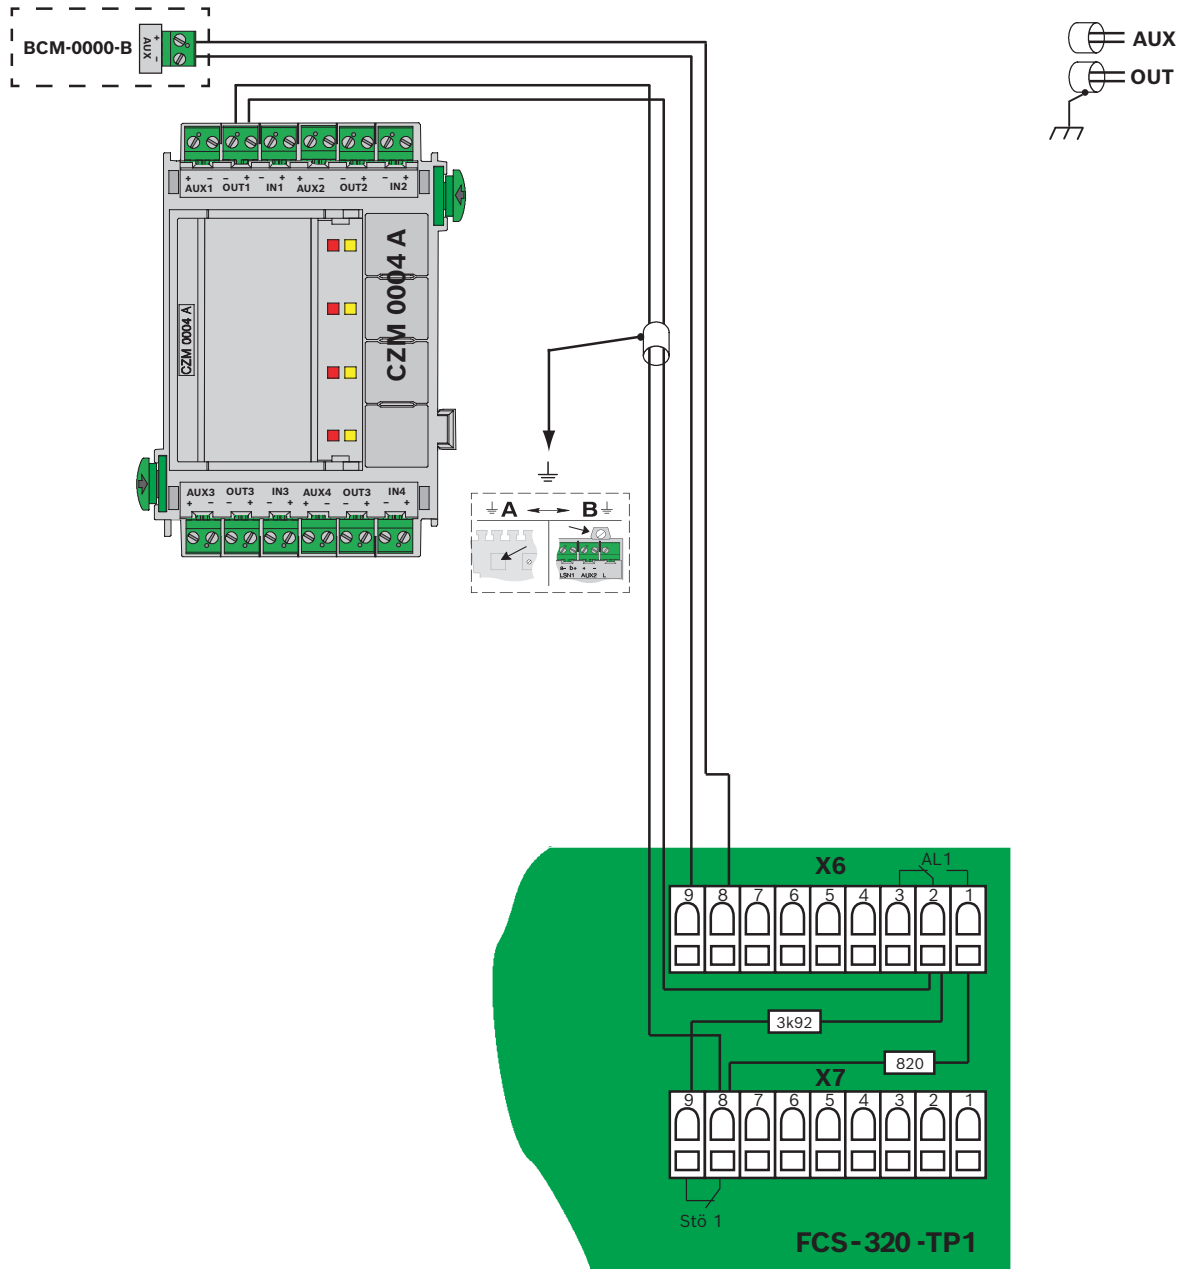 BCM-0000-B
AUX
+ -
AUX
OUT
+ - - + - + + - - + - +
AUX1 OUT1 IN1 AUX2 OUT2 IN2
CZM 0004 A
CZM 0004 A
AUX3 OUT3 IN3 AUX4 OUT3 IN4
+ - - + - + + - - + - +
A B
a- b+ + -
LSN1 AUX2 L
X6
AL1
9 8 7 6 5 4 3 2 1
3k92
820
X7
9 8 7 6 5 4 3 2 1
Stö 1
FCS-320-TP1